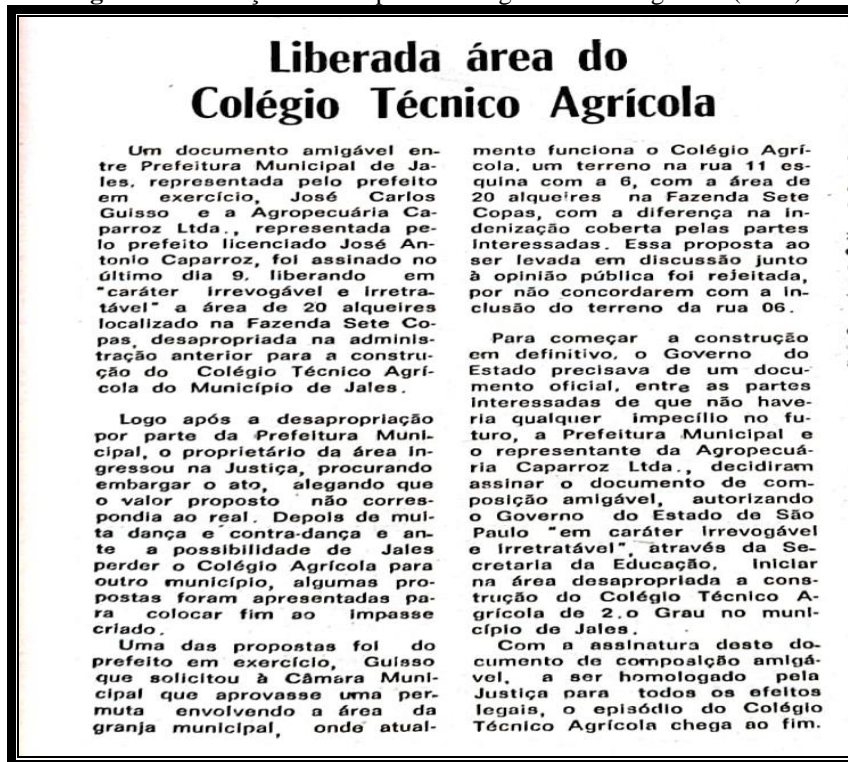 Liberada área do
Colégio Técnico Agrícola
Um documento amigável en-
tre Prefeitura Municipal de Ja-
les, representada pelo prefeito
em exercício, José Carlos
Guisso e a Agropecuária Ca-
parroz Ltda., representada pe-
lo prefeito licenciado José An-
tonio Caparroz, foi assinado no
último dia 9, liberando em
"caráter irrevogável e irretra-
tável" a área de 20 alqueires
localizado na Fazenda Sete Co-
pas, desapropriada na adminis-
tração anterior para a constru-
ção do Colégio Técnico Agrí-
cola do Município de Jales.
Logo após a desapropriação
por parte da Prefeitura Muni-
cipal, o proprietário da área in-
gressou na Justiça, procurando
embargar o ato, alegando que
o valor proposto não corres-
pondia ao real. Depois de mui-
ta dança e contra-dança e an-
te a possibilidade de Jales
perder o Colégio Agrícola para
outro município, algumas pro-
postas foram apresentadas pa-
ra colocar fim ao impasse
criado.
Uma das propostas foi do
prefeito em exercício, Guisso
que solicitou à Câmara Muni-
cipal que aprovasse uma per-
muta envolvendo a área da
granja municipal, onde atual-
mente funciona o Colégio Agrí-
cola, um terreno na rua 11 es-
quina com a 6, com a área de
20 alqueires na Fazenda Sete
Copas, com a diferença na in-
denização coberta pelas partes
interessadas. Essa proposta ao
ser levada em discussão junto
à opinião pública foi rejeitada,
por não concordarem com a in-
clusão do terreno da rua 06.
Para começar a construção
em definitivo, o Governo do
Estado precisava de um docu-
mento oficial, entre as partes
interessadas de que não have-
ria qualquer impecílio no fu-
turo, a Prefeitura Municipal e
o representante da Agropecuá-
ria Caparroz Ltda., decidiram
assinar o documento de com-
posição amigável, autorizando
o Governo do Estado de São
Paulo "em caráter irrevogável
e irretratável", através da Se-
cretaria da Educação, iniciar
na área desapropriada a cons-
trução do Colégio Técnico A-
grícola de 2.o Grau no muni-
cípio de Jales.
Com a assinatura deste do-
cumento de composição amigá-
vel, a ser homologado pela
Justiça para todos os efeitos
legais, o episódio do Colégio
Técnico Agrícola chega ao fim.